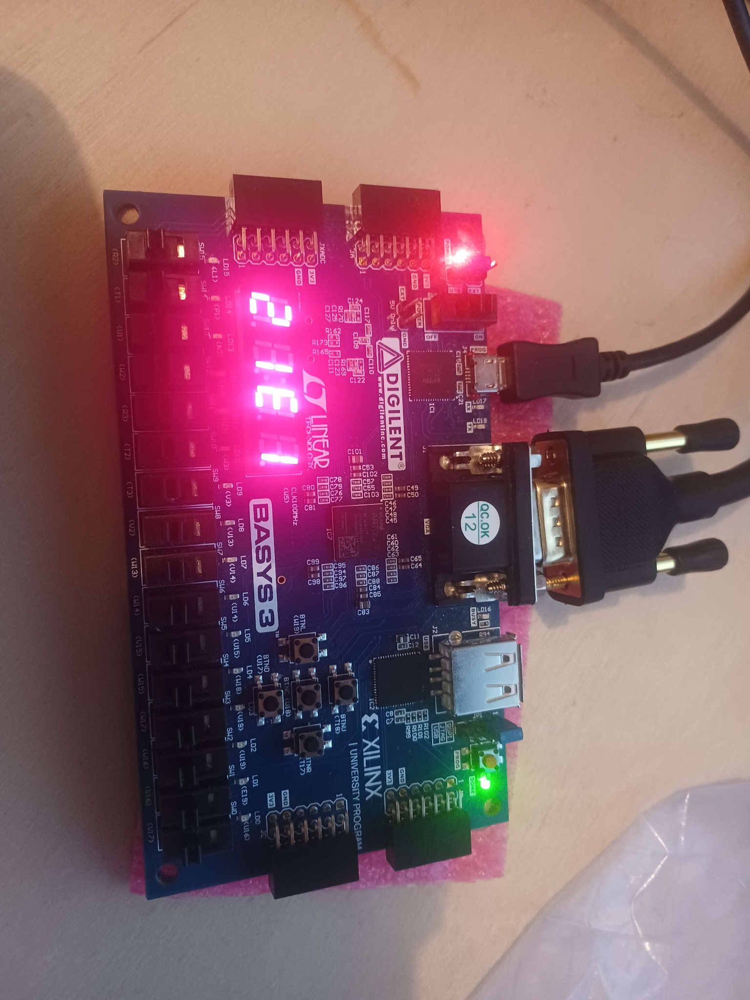 BUSY
PROG
DONE
LD16
LD17
LD18
RX
TX
J4
PROG
OFF
ON
POWER
EXT
5V Only
GND
C15
C21
IC1
J1
VGA
QC.OK
12
J2
USB
R94
QSPI
JTAG
USB
R102
R101
R100
R99
C11
C12
IC2
JA
1
GND
3V3
DIGILENT®
www.digilentinc.com
LINEAR
TECHNOLOGY
C124
R170
C125
C127
C117
R162
R173
R165
C109
C110
C111
C123
R169
C122
C101
C53
C102
C57
C55
C103
C49
C50
C46
C47
C48
C45
C78
C79
C76
C77
C80
C81
CLK100MHz
(W5)
XILINX
ARTIX-7
IC7
C61
C60
C62
C63
C65
C64
C99
C98
C95
C94
C97
C96
C86
C87
C88
C84
C85
C83
XILINX
| UNIVERSITY PROGRAM
3V3
GND
1
JXADC
3V3
GND
1
BASYS 3™
BTNL
(W19)
BTND
(U17)
BTNC
(U18)
BTNU
(T18)
BTNR
(T17)
3V3
GND
1
JC
LD15
LD14
LD13
LD10
LD9
LD8
LD7
LD6
LD5
LD4
LD3
LD2
LD1
LD0
(L1)
(P1)
(W3)
(V3)
(V13)
(V14)
(U14)
(U15)
(W18)
(V19)
(U19)
(E19)
(U16)
SW15
SW14
SW10
SW9
SW8
SW7
SW6
SW5
SW4
SW3
SW2
SW1
SW0
(R2)
(T1)
(U1)
(W2)
(R3)
(T2)
(T3)
(V2)
(W13)
(W14)
(V15)
(W15)
(W17)
(W16)
(V16)
(V17)